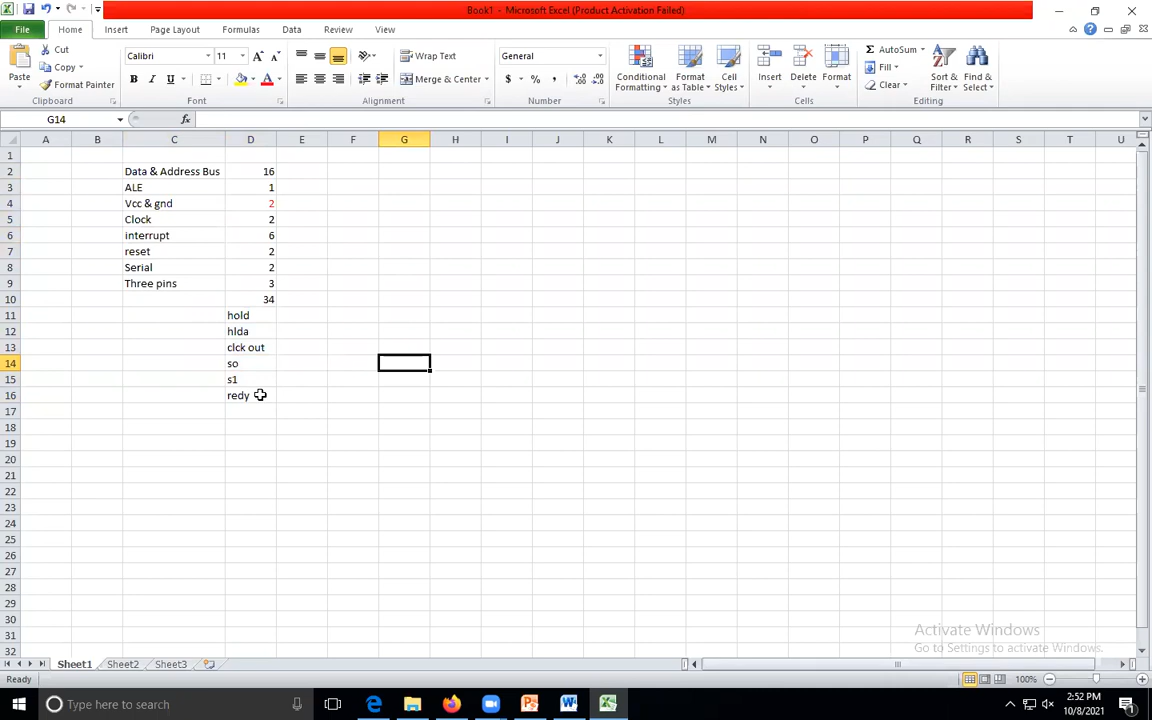 Book1 - Microsoft Excel (Product Activation Failed)
File Home Insert Page Layout Formulas Data Review View
Paste Cut Copy Format Painter Clipboard
Calibri 11 A A B I U A Font
Wrap Text Merge & Center Alignment
General $ % , Number
Conditional Formatting Format as Table Cell Styles Styles
Insert Delete Format Cells
AutoSum Fill Clear Sort & Filter Find & Select Editing
G14 fx
A B C D E F G H I J K L M N O P Q R S T U
1
2 Data & Address Bus 16
3 ALE 1
4 Vcc & gnd 2
5 Clock 2
6 interrupt 6
7 reset 2
8 Serial 2
9 Three pins 3
10 34
11 hold
12 hlda
13 clck out
14 so
15 s1
16 redy
17
18
19
20
21
22
23
24
25
26
27
28
29
30
31
32
Activate Windows
Go to Settings to activate Windows.
Sheet1 Sheet2 Sheet3
Ready 100%
Type here to search
2:52 PM
10/8/2021
1